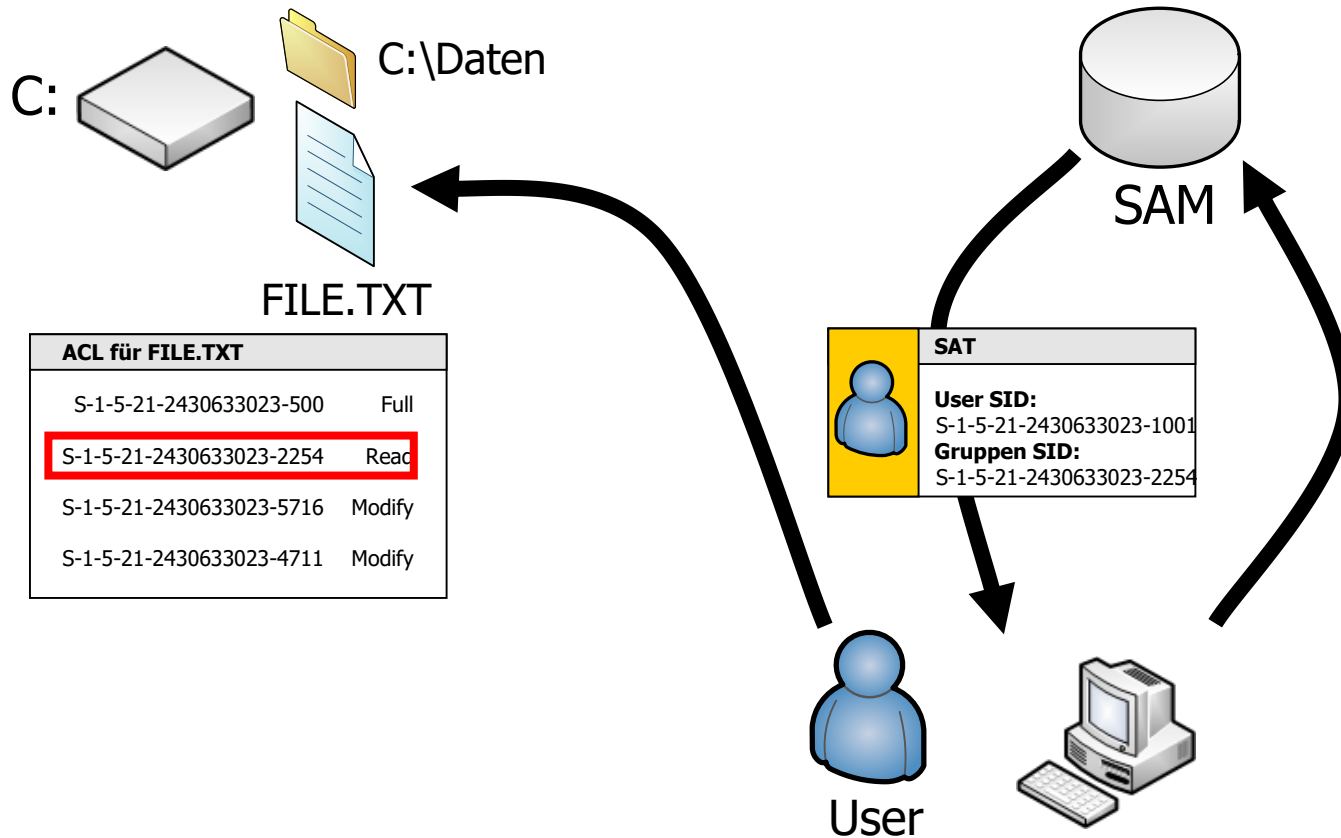 C:
C:\Daten
FILE.TXT
ACL für FILE.TXT
S-1-5-21-2430633023-500 Full
S-1-5-21-2430633023-2254 Read
S-1-5-21-2430633023-5716 Modify
S-1-5-21-2430633023-4711 Modify
SAM
SAT
User SID:
S-1-5-21-2430633023-1001
Gruppen SID:
S-1-5-21-2430633023-2254
User